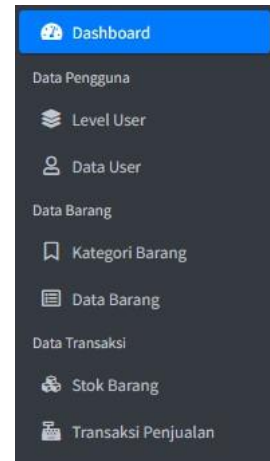 Dashboard
Data Pengguna
Level User
Data User
Data Barang
Kategori Barang
Data Barang
Data Transaksi
Stok Barang
Transaksi Penjualan